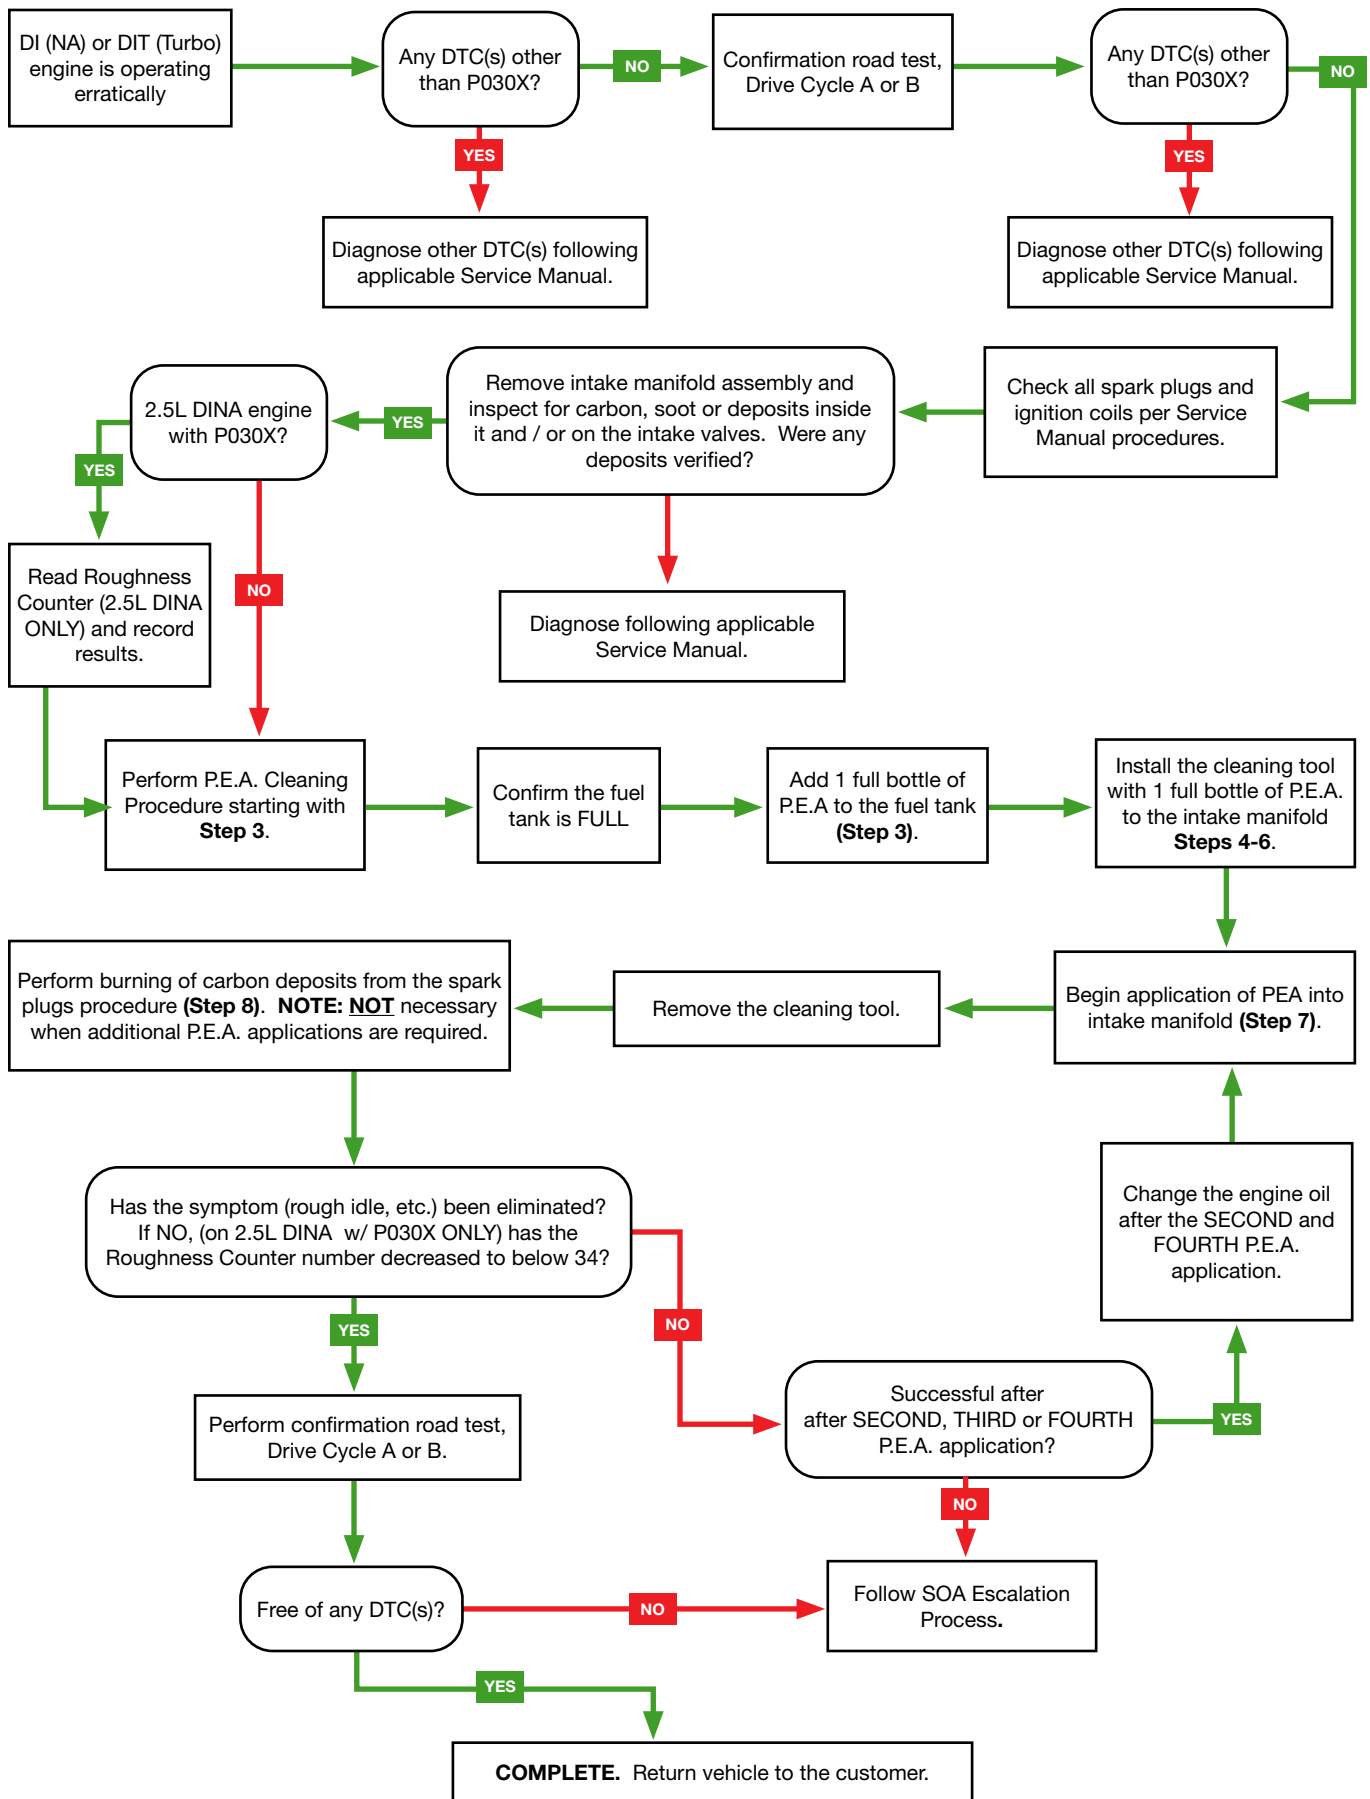 DI (NA) or DIT (Turbo)
engine is operating
erratically
Any DTC(s) other
than P030X?
NO
Confirmation road test,
Drive Cycle A or B
Any DTC(s) other
than P030X?
NO
YES
YES
Diagnose other DTC(s) following
applicable Service Manual.
Diagnose other DTC(s) following
applicable Service Manual.
Check all spark plugs and
ignition coils per Service
Manual procedures.
Remove intake manifold assembly and
inspect for carbon, soot or deposits inside
it and / or on the intake valves. Were any
deposits verified?
YES
2.5L DINA engine
with P030X?
YES
NO
Read Roughness
Counter (2.5L DINA
ONLY) and record
results.
Diagnose following applicable
Service Manual.
Perform P.E.A. Cleaning
Procedure starting with
Step 3.
Confirm the fuel
tank is FULL
Add 1 full bottle of
P.E.A to the fuel tank
(Step 3).
Install the cleaning tool
with 1 full bottle of P.E.A.
to the intake manifold
Steps 4-6.
Begin application of PEA into
intake manifold (Step 7).
Remove the cleaning tool.
Perform burning of carbon deposits from the spark
plugs procedure (Step 8). NOTE: NOT necessary
when additional P.E.A. applications are required.
Has the symptom (rough idle, etc.) been eliminated?
If NO, (on 2.5L DINA w/ P030X ONLY) has the
Roughness Counter number decreased to below 34?
YES
NO
Change the engine oil
after the SECOND and
FOURTH P.E.A.
application.
Successful after
after SECOND, THIRD or FOURTH
P.E.A. application?
YES
NO
Perform confirmation road test,
Drive Cycle A or B.
Free of any DTC(s)?
NO
Follow SOA Escalation
Process.
YES
COMPLETE. Return vehicle to the customer.